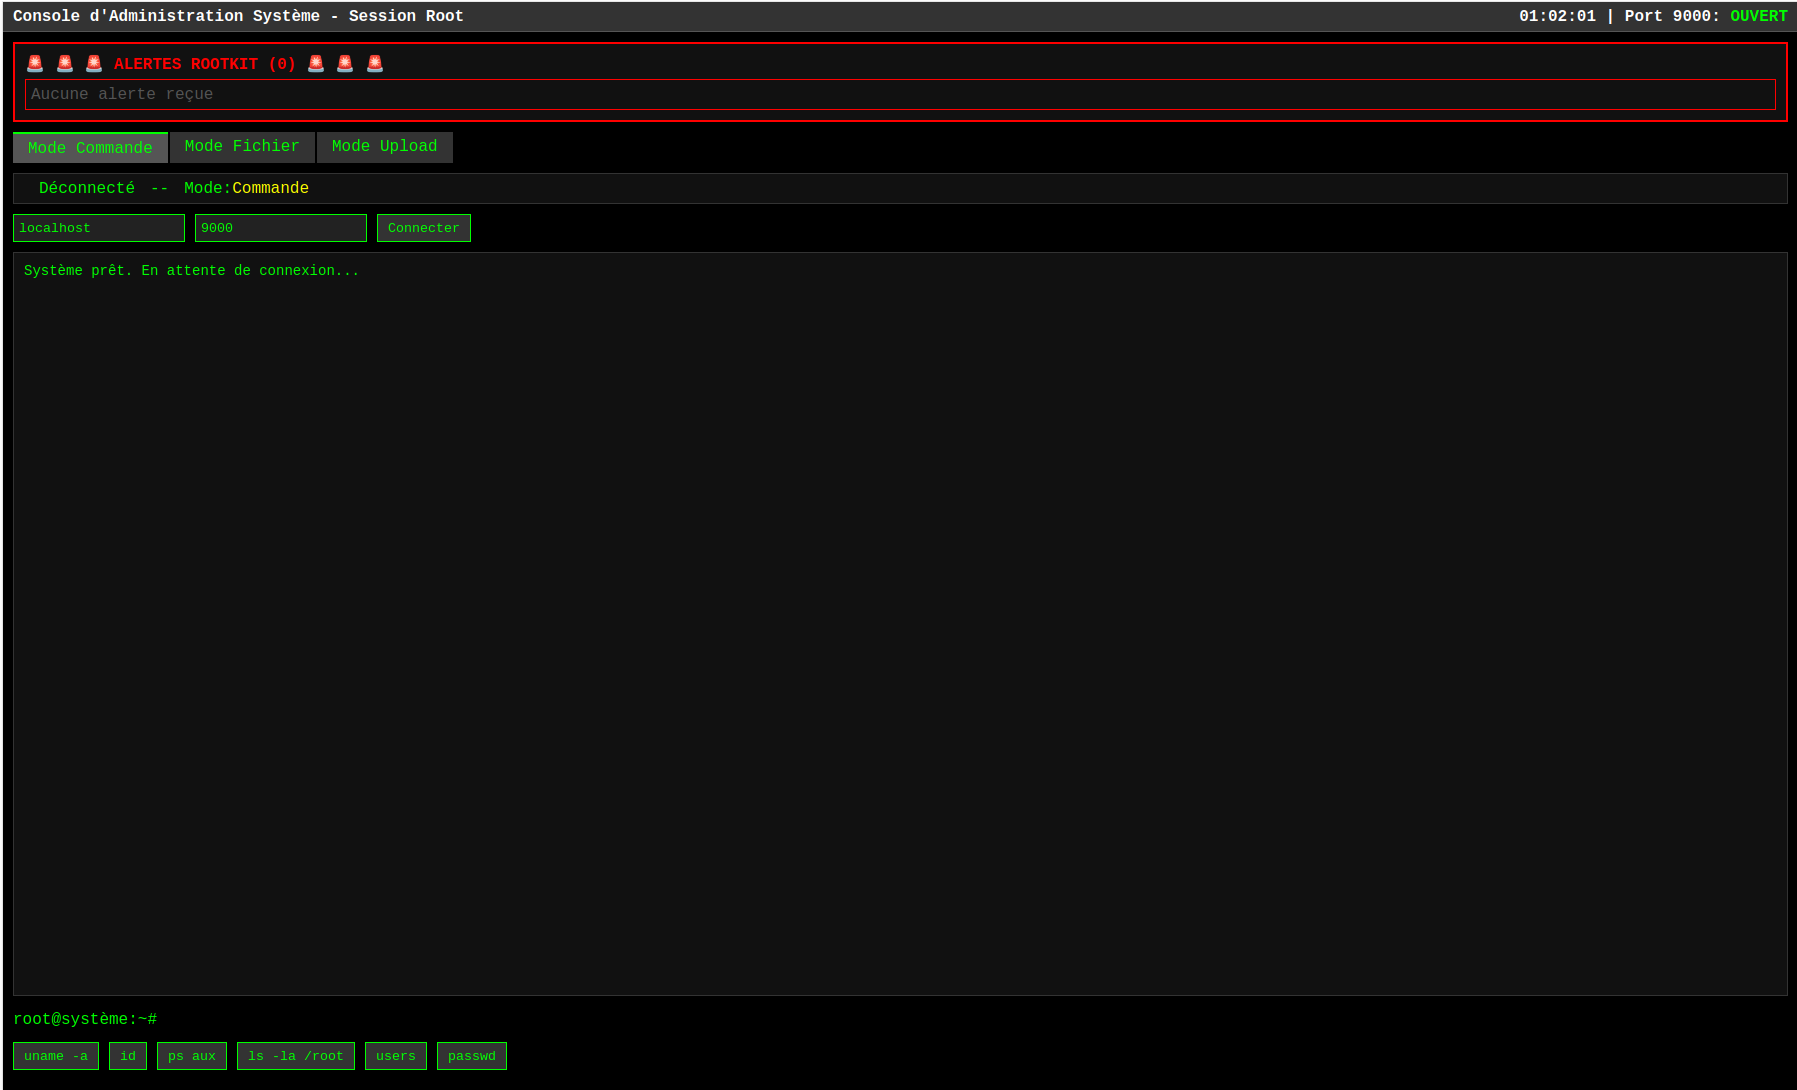 Console d'Administration Système - Session Root
01:02:01 | Port 9000: OUVERT
🚨 🚨 🚨 ALERTES ROOTKIT (0) 🚨 🚨 🚨
Aucune alerte reçue
Mode Commande Mode Fichier Mode Upload
Déconnecté -- Mode:Commande
localhost 9000 Connecter
Système prêt. En attente de connexion...
root@système:~#
uname -a id ps aux ls -la /root users passwd